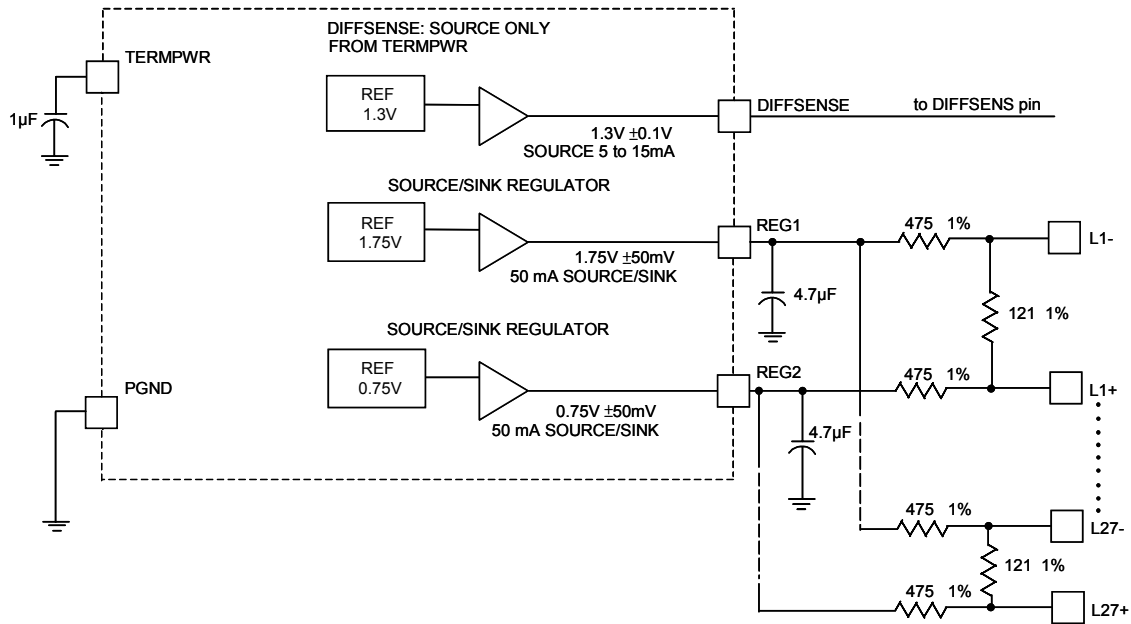 DIFFSENSE: SOURCE ONLY
FROM TERMPWR
TERMPWR
1µF
REF
1.3V
DIFFSENSE
to DIFFSENS pin
1.3V ±0.1V
SOURCE 5 to 15mA
SOURCE/SINK REGULATOR
REF
1.75V
REG1
475 1%
L1-
1.75V ±50mV
50 mA SOURCE/SINK
4.7µF
121 1%
SOURCE/SINK REGULATOR
REF
0.75V
REG2
475 1%
L1+
PGND
0.75V ±50mV
50 mA SOURCE/SINK
4.7µF
475 1%
L27-
121 1%
475 1%
L27+